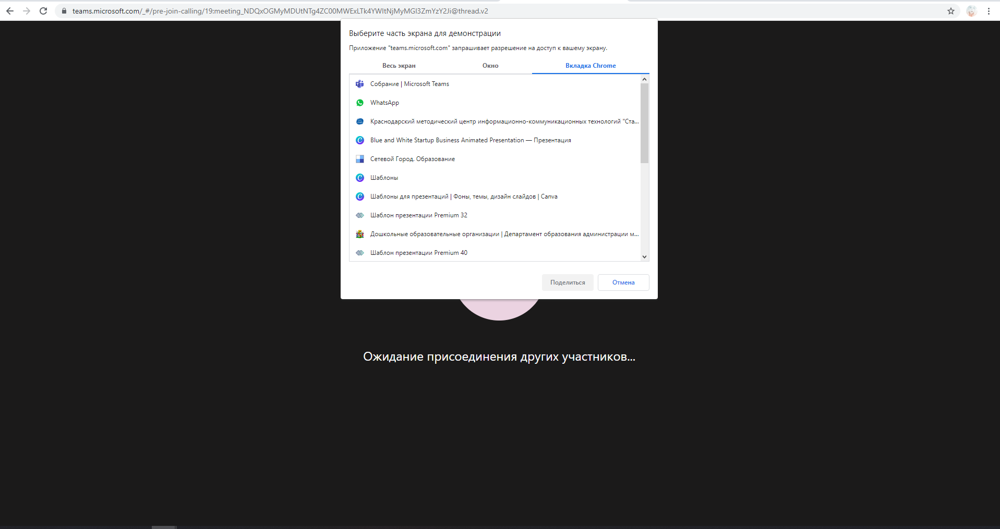 teams.microsoft.com/_#/pre-join-calling/19:meeting_NDQxOGMyMDUtNTg4ZC00MWExLTk4YWItNjMyMGI3ZmYzY2Ji@thread.v2
Выберите часть экрана для демонстрации
Приложение "teams.microsoft.com" запрашивает разрешение на доступ к вашему экрану.
Весь экран Окно Вкладка Chrome
Собрание | Microsoft Teams
WhatsApp
Краснодарский методический центр информационно-коммуникационных технологий "Ста...
Blue and White Startup Business Animated Presentation — Презентация
Сетевой Город. Образование
Шаблоны
Шаблоны для презентаций | Фоны, темы, дизайн слайдов | Canva
Шаблон презентации Premium 32
Дошкольные образовательные организации | Департамент образования администрации м...
Шаблон презентации Premium 40
Поделиться Отмена
Ожидание присоединения других участников...